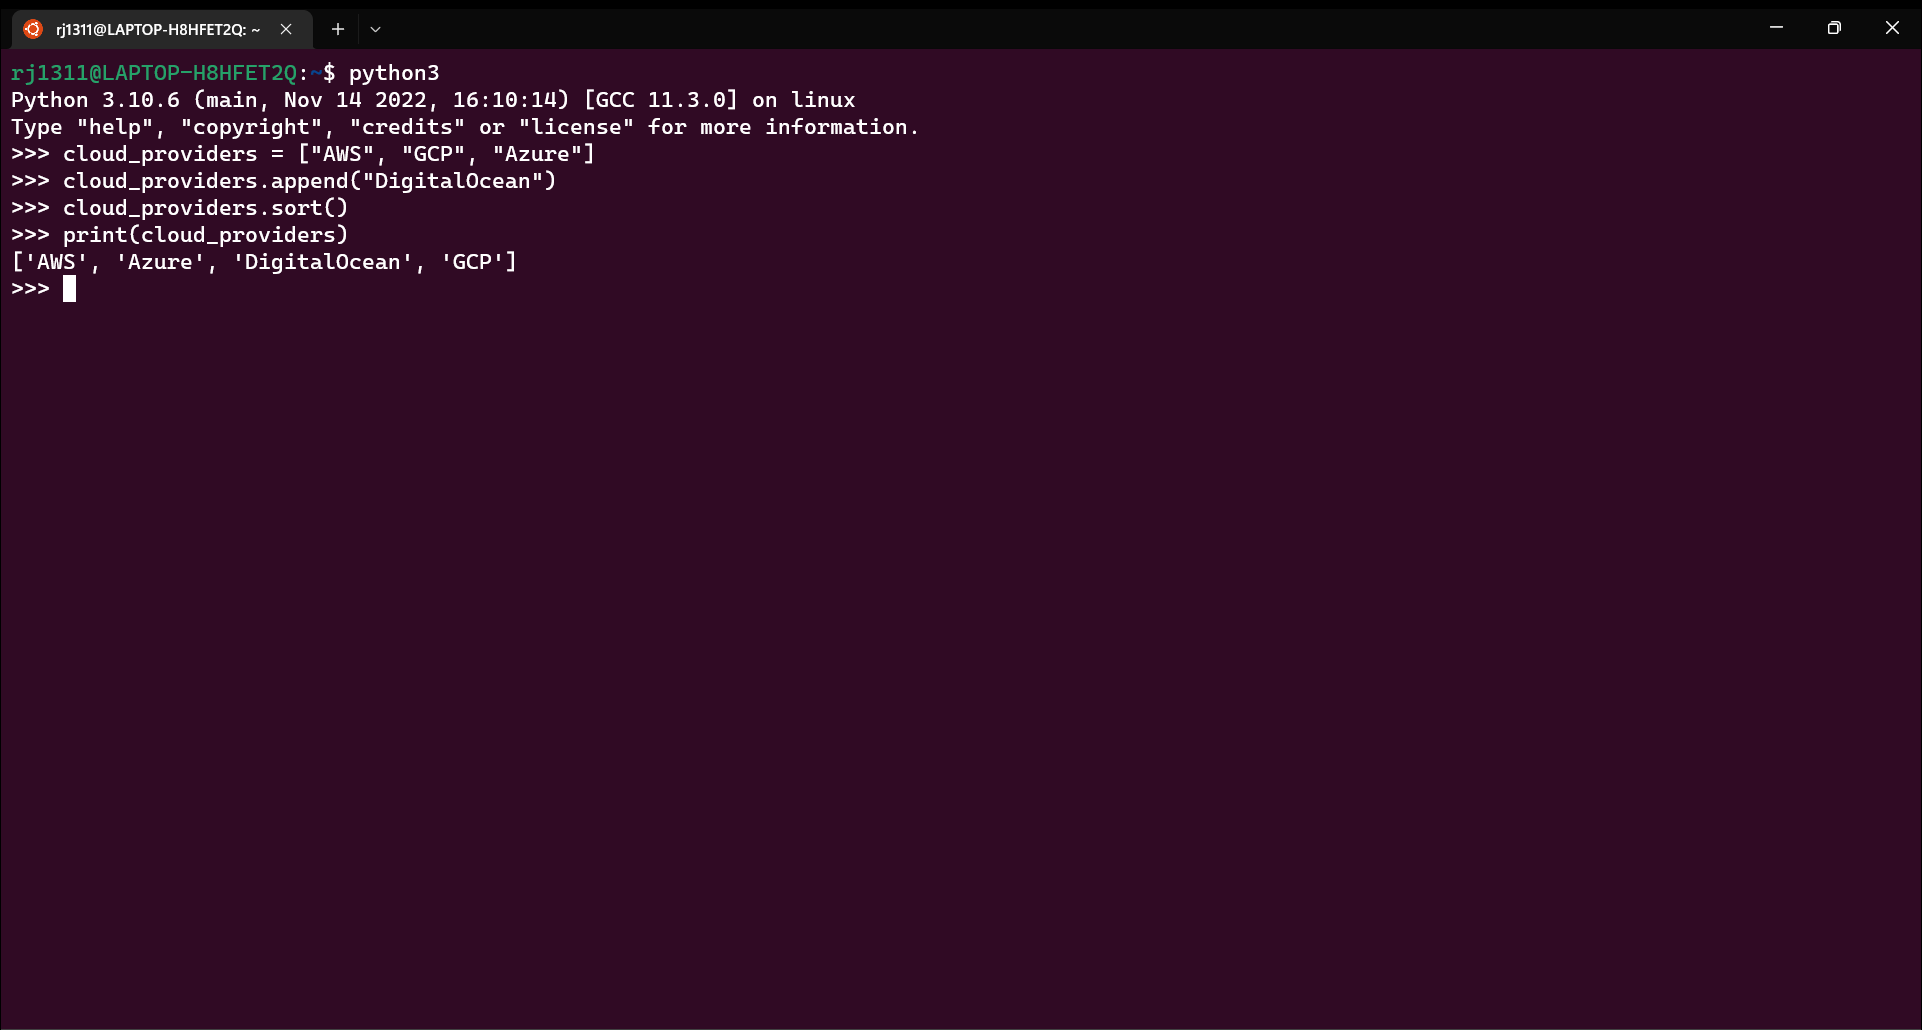 rj1311@LAPTOP-H8HFET2Q: ~
rj1311@LAPTOP-H8HFET2Q:~$ python3
Python 3.10.6 (main, Nov 14 2022, 16:10:14) [GCC 11.3.0] on linux
Type "help", "copyright", "credits" or "license" for more information.
>>> cloud_providers = ["AWS", "GCP", "Azure"]
>>> cloud_providers.append("DigitalOcean")
>>> cloud_providers.sort()
>>> print(cloud_providers)
['AWS', 'Azure', 'DigitalOcean', 'GCP']
>>>